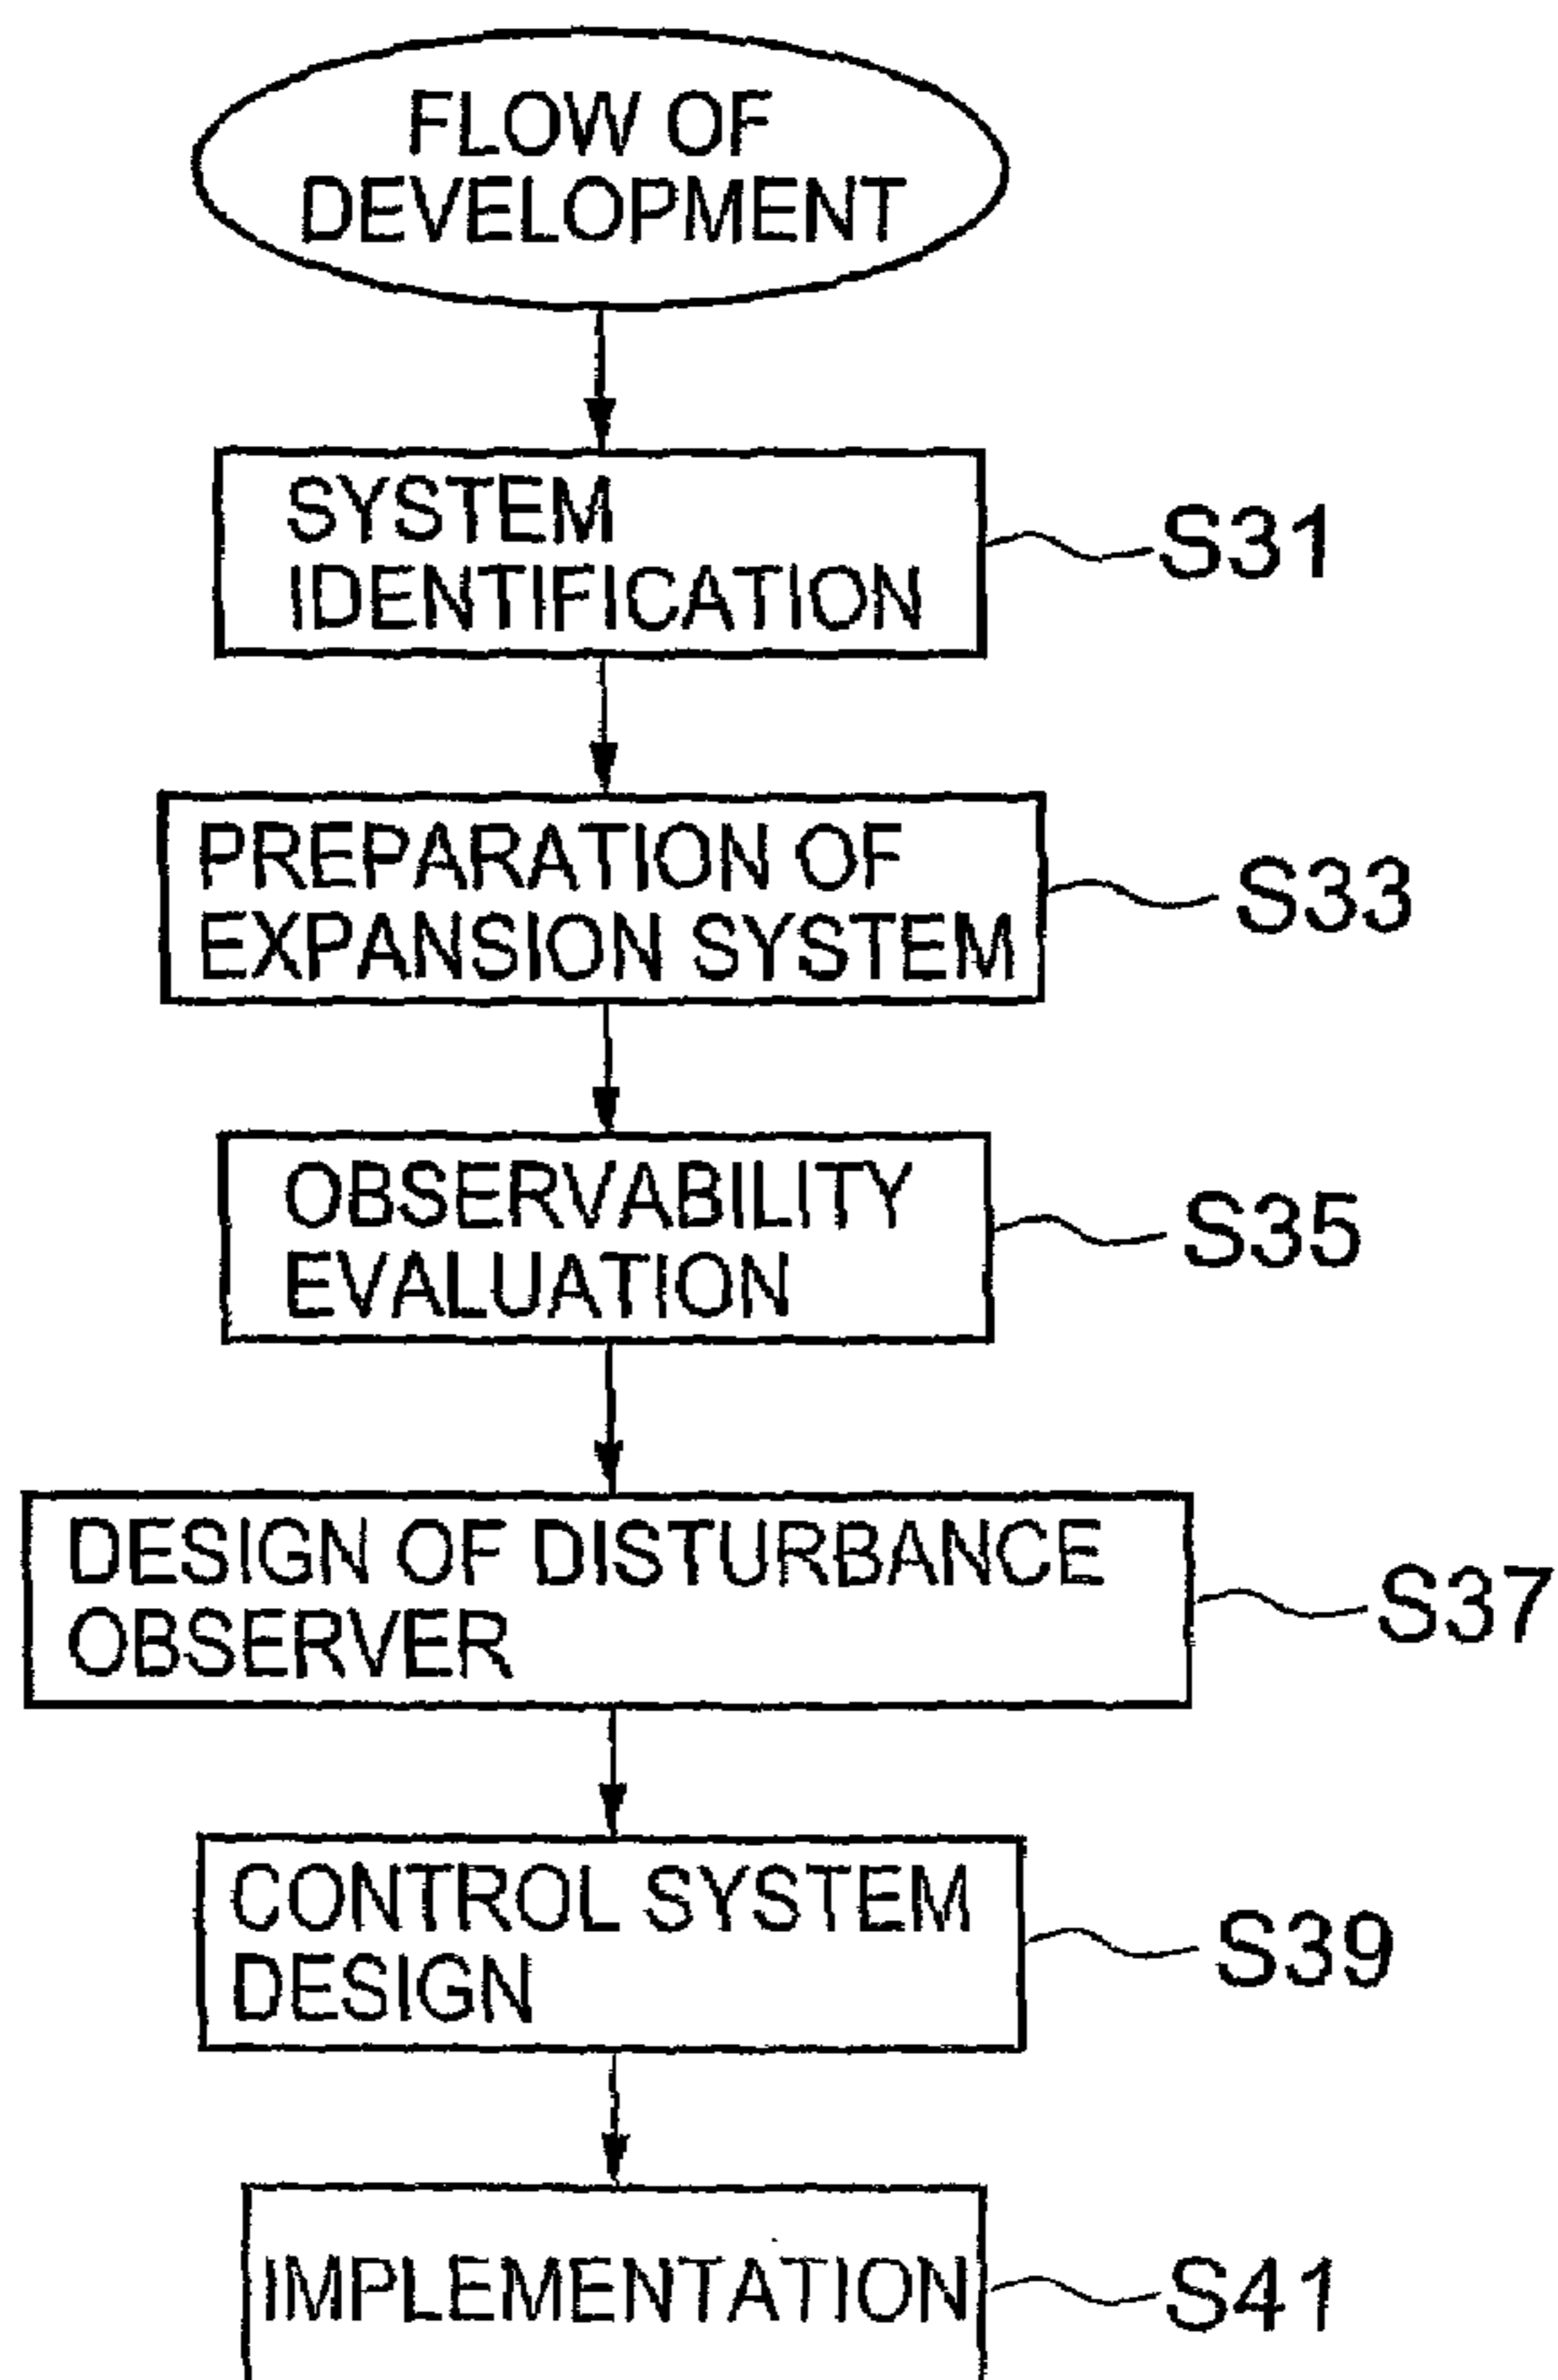 FLOW OF
DEVELOPMENT
SYSTEM
IDENTIFICATION
S31
PREPARATION OF
EXPANSION SYSTEM
S33
OBSERVABILITY
EVALUATION
S35
DESIGN OF DISTURBANCE
OBSERVER
S37
CONTROL SYSTEM
DESIGN
S39
IMPLEMENTATION
S41